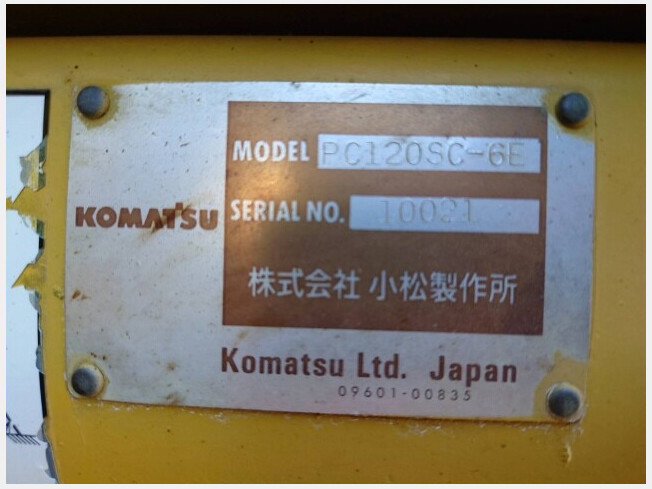 MODEL PC120SC-6E
KOMATSU SERIAL NO. 10021
株式会社 小松製作所
Komatsu Ltd. Japan
09601-00835